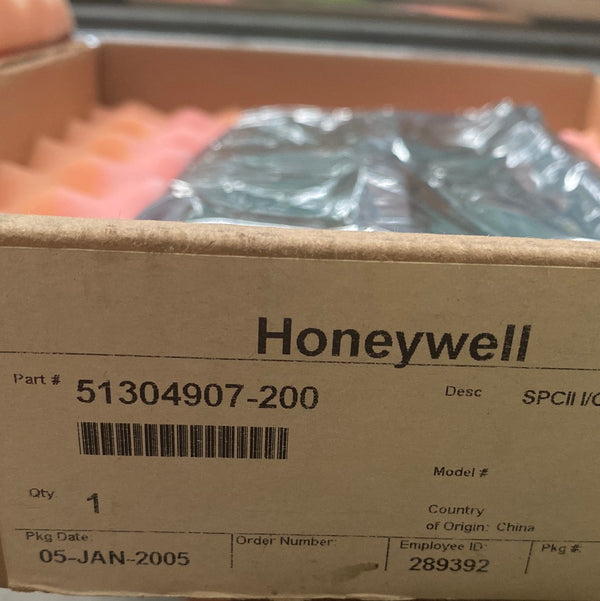 Honeywell
Part # 51304907-200 Desc SPCII I/O
Model #
Qty 1
Country
of Origin: China
Pkg Date: Order Number: Employee ID: Pkg #:
05-JAN-2005 289392